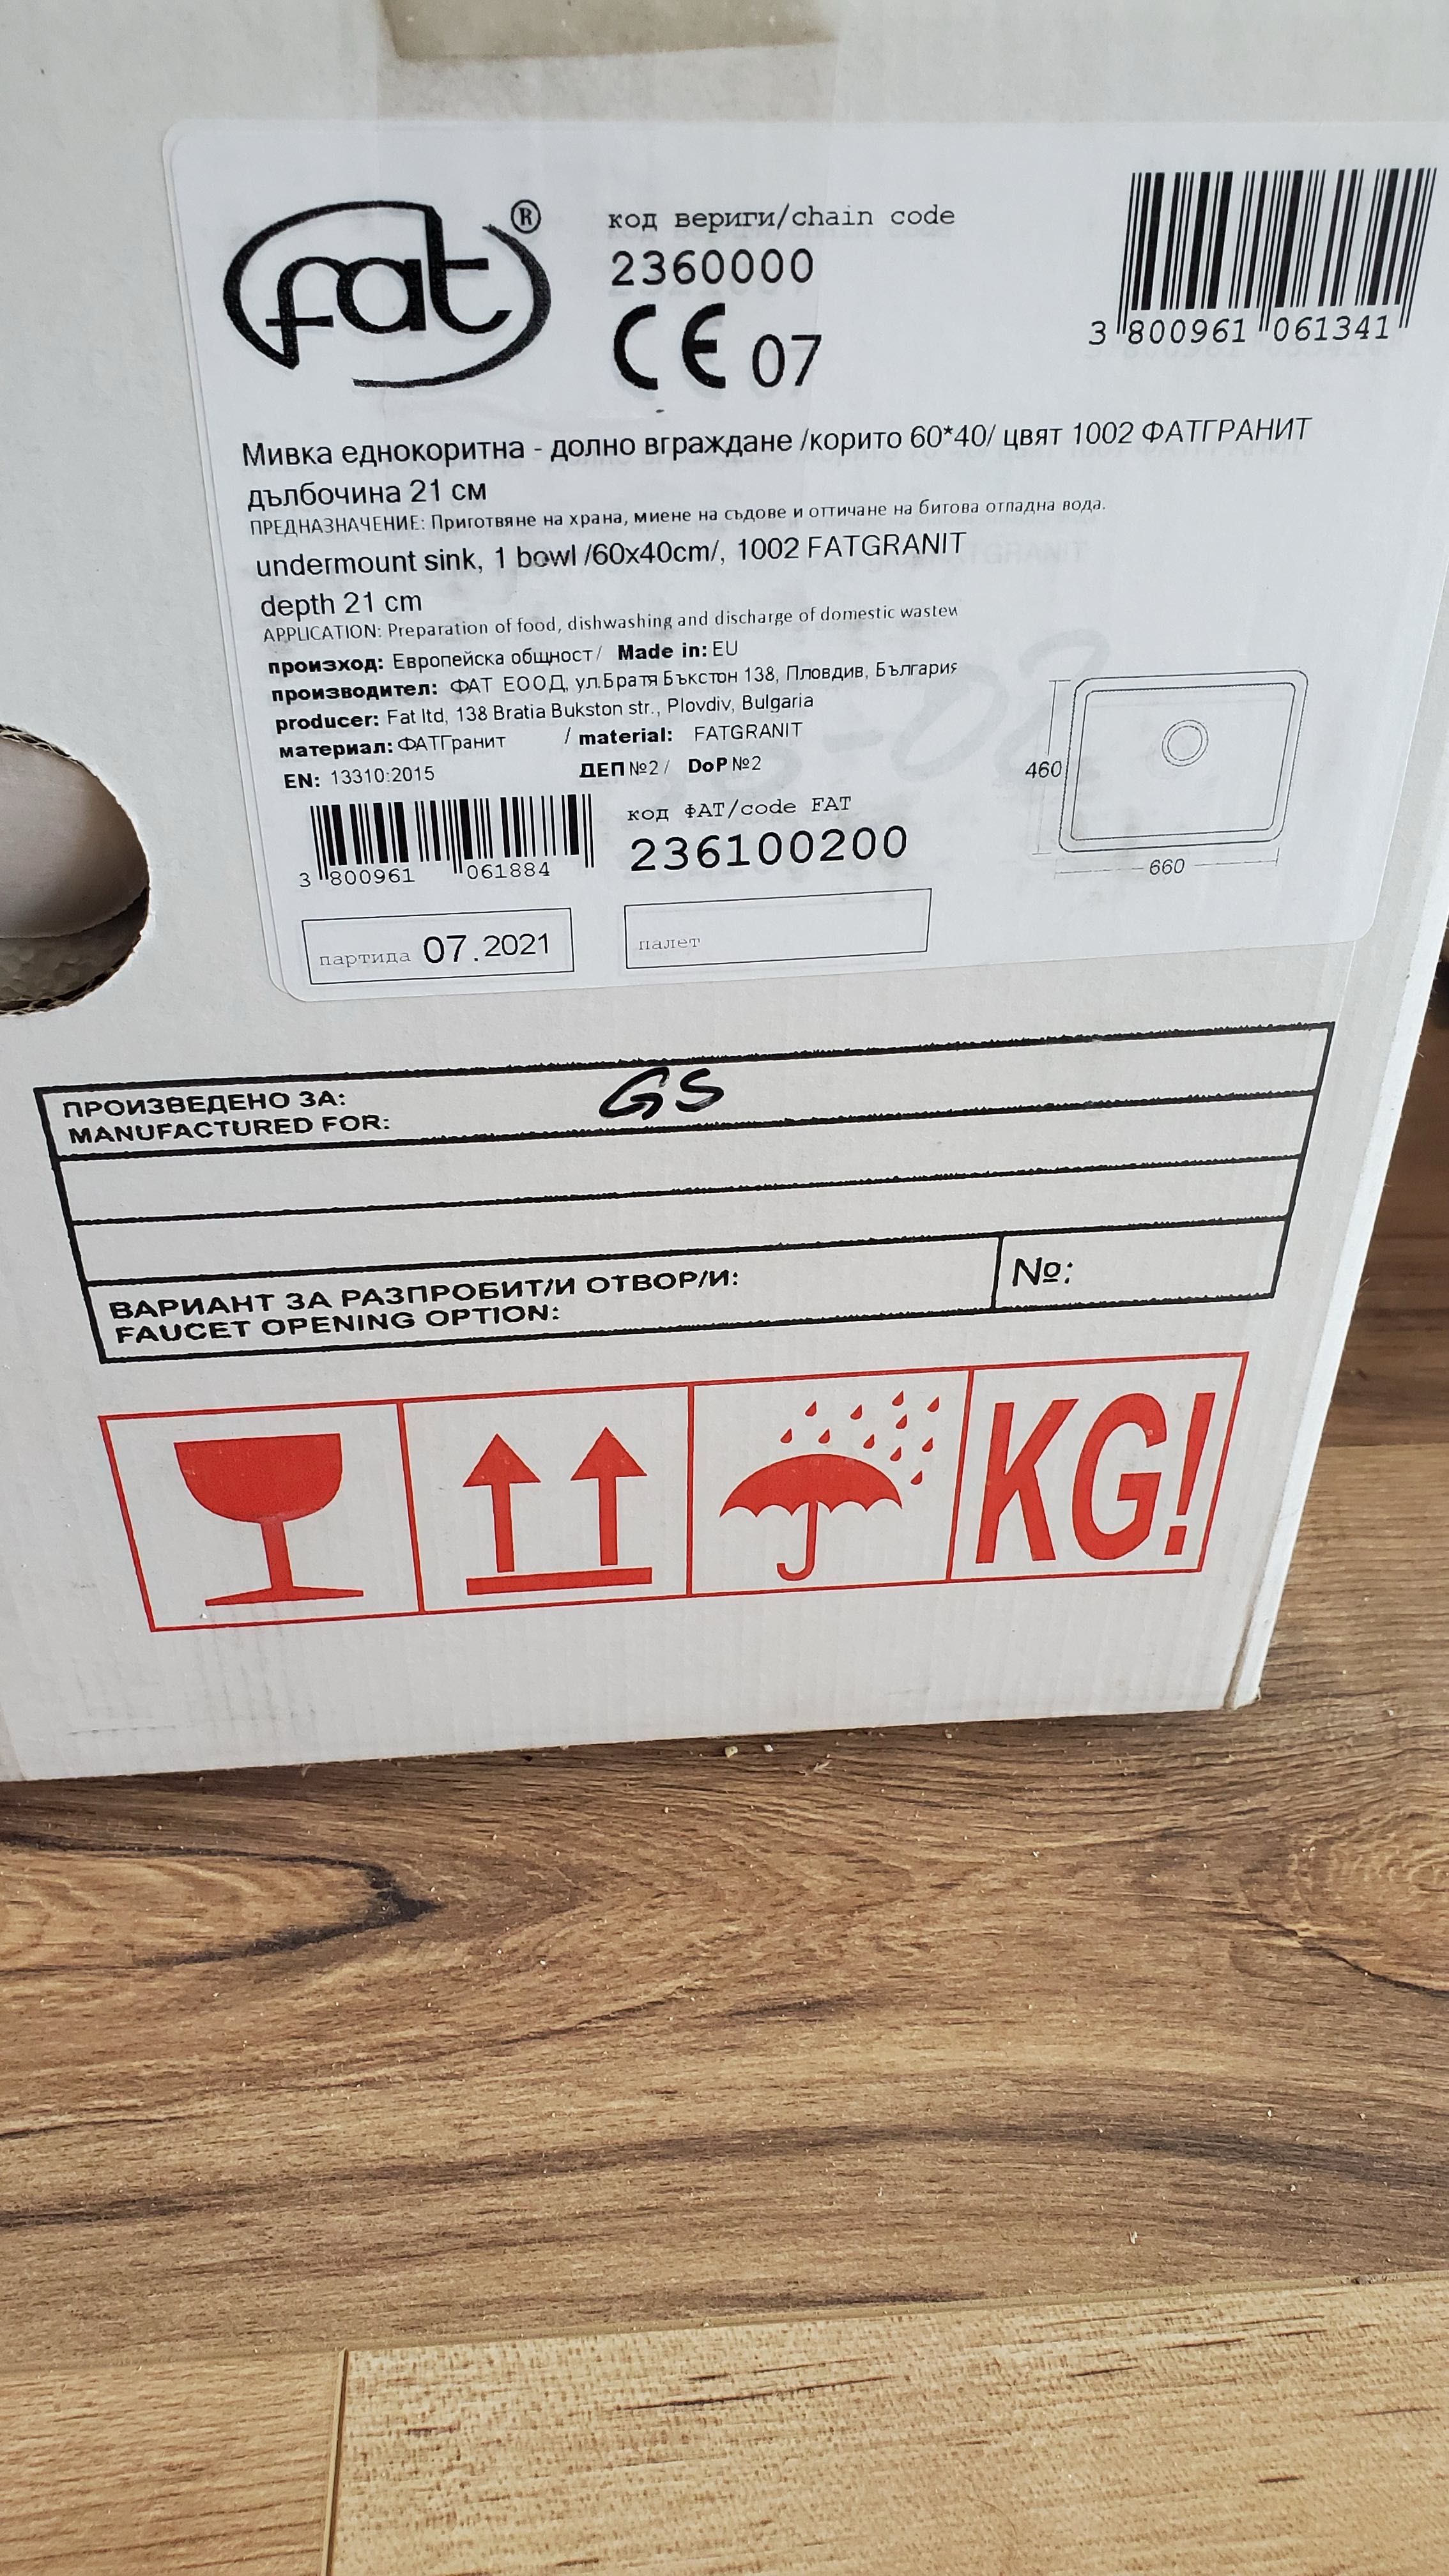 fat®
код вериги/chain code
2360000
CE 07
3 800961 061341
Мивка еднокоритна - долно вграждане /корито 60*40/ цвят 1002 ФАТГРАНИТ
дълбочина 21 см
ПРЕДНАЗНАЧЕНИЕ: Приготвяне на храна, миене на съдове и оттичане на битова отпадна вода.
undermount sink, 1 bowl /60x40cm/, 1002 FATGRANIT
depth 21 cm
APPLICATION: Preparation of food, dishwashing and discharge of domestic wastew
произход: Европейска общност/ Made in: EU
производител: ФАТ ЕООД, ул.Братя Бъкстон 138, Пловдив, България
producer: Fat ltd, 138 Bratia Bukston str., Plovdiv, Bulgaria
материал: ФАТГранит / material: FATGRANIT
EN: 13310:2015 ДЕП №2 / DoP №2
460
660
3 800961 061884
код ФАТ/code FAT
236100200
партида 07.2021
палет
ПРОИЗВЕДЕНО ЗА:
MANUFACTURED FOR:
GS
ВАРИАНТ ЗА РАЗПРОБИТ/И ОТВОР/И:
FAUCET OPENING OPTION:
№:
KG!